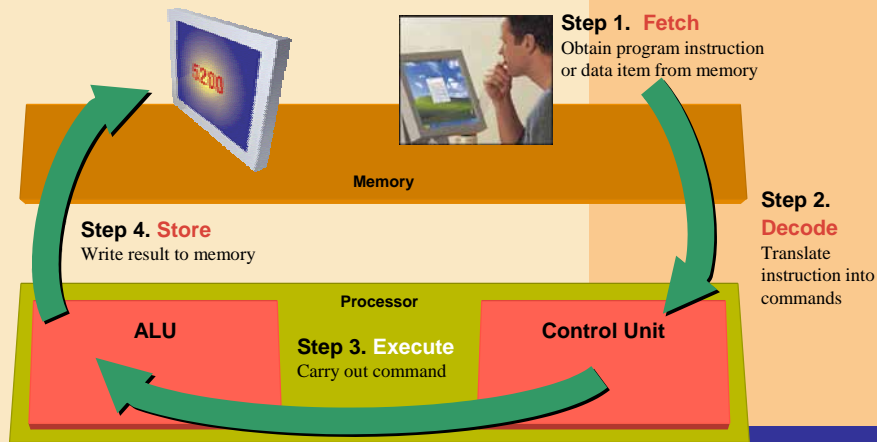 Step 1. Fetch
Obtain program instruction
or data item from memory
5200
Memory
Step 2.
Decode
Translate
instruction into
commands
Step 4. Store
Write result to memory
Processor
ALU
Control Unit
Step 3. Execute
Carry out command